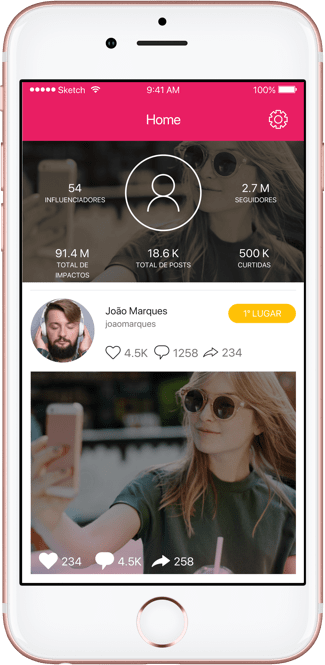 Sketch 9:41 AM 100%
Home
54 2.7 M
INFLUENCIADORES SEGUIDORES
91.4 M 18.6 K 500 K
TOTAL DE IMPACTOS TOTAL DE POSTS CURTIDAS
João Marques
joaomarques
1º LUGAR
4.5K 1258 234
234 4.5K 258